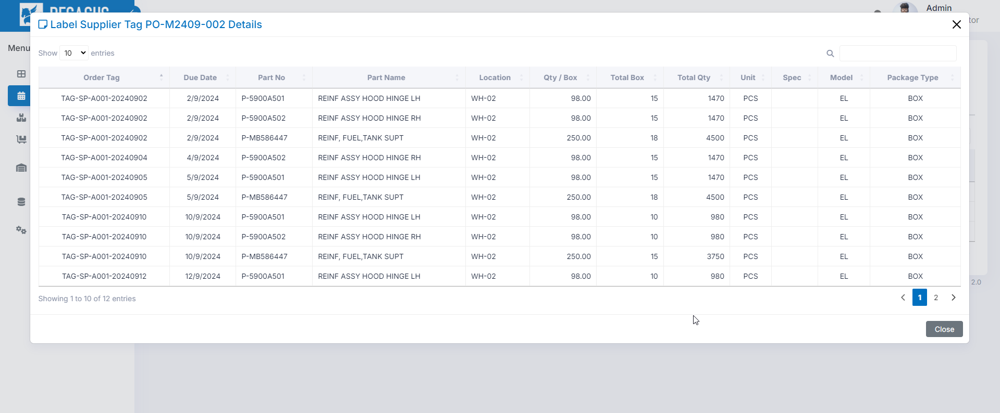 PEGASUS
Admin
tor
Menu
Label Supplier Tag PO-M2409-002 Details
Show 10 entries
Order Tag Due Date Part No Part Name Location Qty / Box Total Box Total Qty Unit Spec Model Package Type
TAG-SP-A001-20240902 2/9/2024 P-5900A501 REINF ASSY HOOD HINGE LH WH-02 98.00 15 1470 PCS EL BOX
TAG-SP-A001-20240902 2/9/2024 P-5900A502 REINF ASSY HOOD HINGE RH WH-02 98.00 15 1470 PCS EL BOX
TAG-SP-A001-20240902 2/9/2024 P-MB586447 REINF, FUEL,TANK SUPT WH-02 250.00 18 4500 PCS EL BOX
TAG-SP-A001-20240904 4/9/2024 P-5900A502 REINF ASSY HOOD HINGE RH WH-02 98.00 15 1470 PCS EL BOX
TAG-SP-A001-20240905 5/9/2024 P-5900A501 REINF ASSY HOOD HINGE LH WH-02 98.00 15 1470 PCS EL BOX
TAG-SP-A001-20240905 5/9/2024 P-MB586447 REINF, FUEL,TANK SUPT WH-02 250.00 18 4500 PCS EL BOX
TAG-SP-A001-20240910 10/9/2024 P-5900A501 REINF ASSY HOOD HINGE LH WH-02 98.00 10 980 PCS EL BOX
TAG-SP-A001-20240910 10/9/2024 P-5900A502 REINF ASSY HOOD HINGE RH WH-02 98.00 10 980 PCS EL BOX
TAG-SP-A001-20240910 10/9/2024 P-MB586447 REINF, FUEL,TANK SUPT WH-02 250.00 15 3750 PCS EL BOX
TAG-SP-A001-20240912 12/9/2024 P-5900A501 REINF ASSY HOOD HINGE LH WH-02 98.00 10 980 PCS EL BOX
2.0
Showing 1 to 10 of 12 entries
1 2
Close